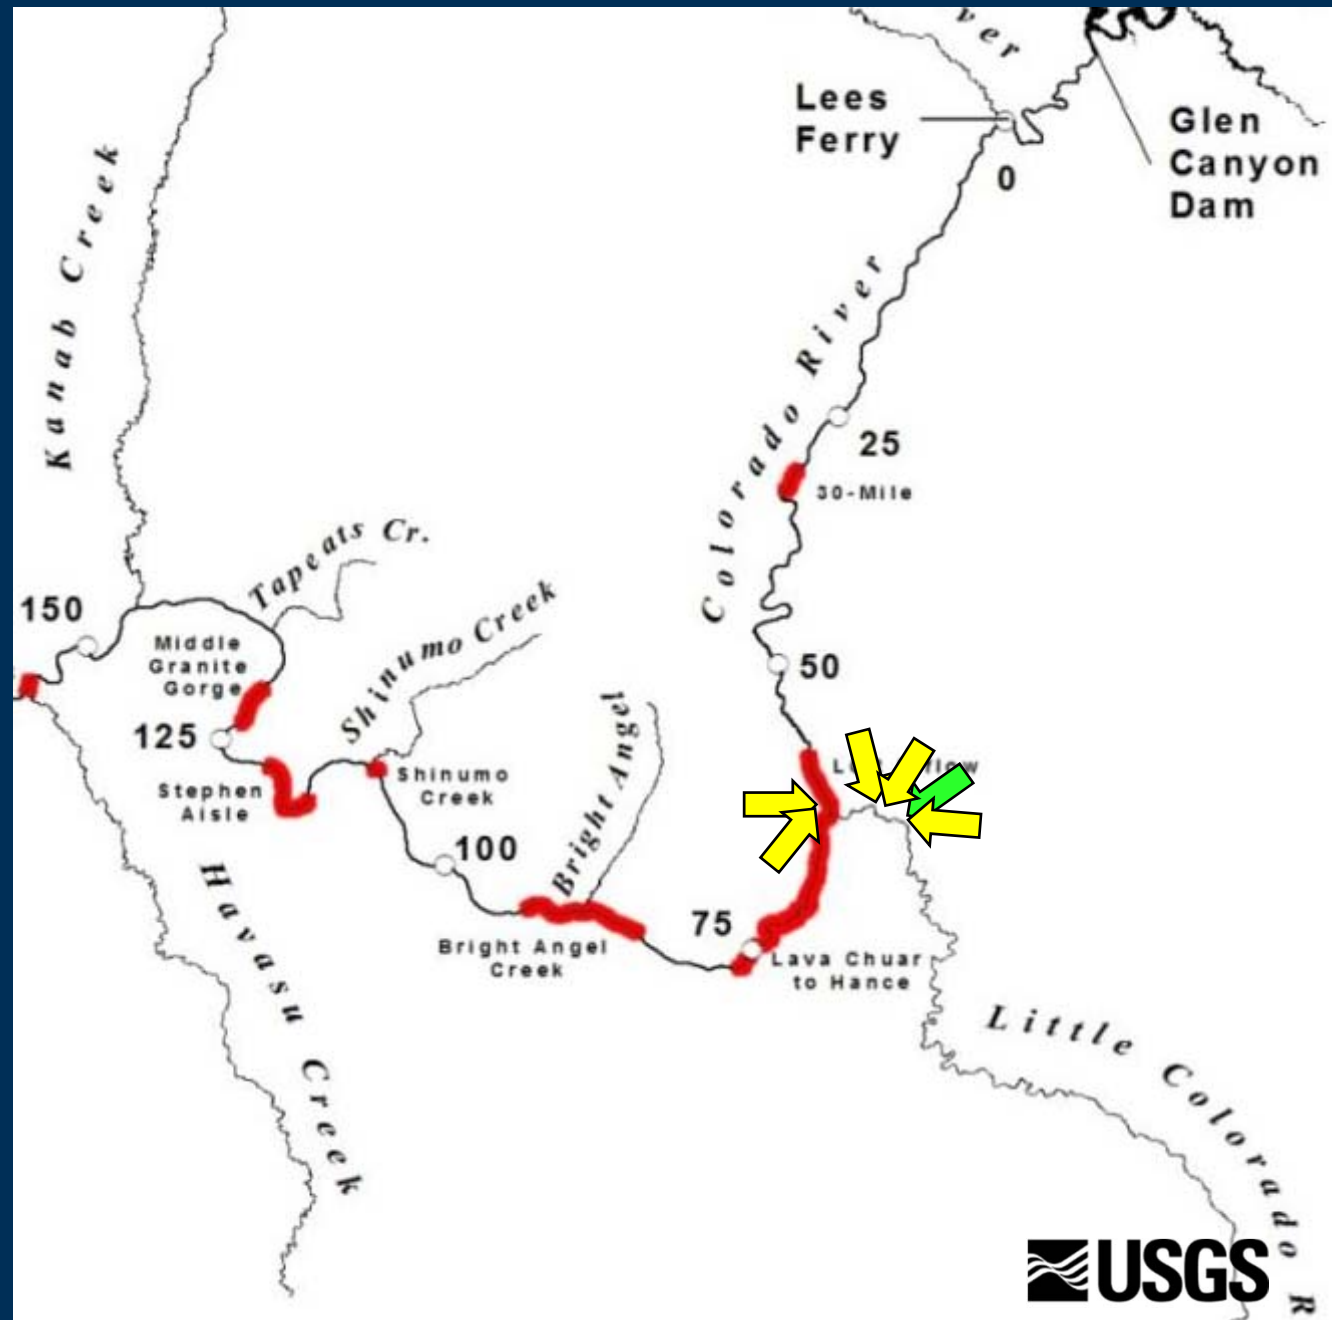 ver
Lees
Ferry
0
Glen
Canyon
Dam
Kanab Creek
Colorado River
25
30-Mile
Tapeats Cr.
150
Middle
Granite
Gorge
Shinumo Creek
50
125
Bright Angel
Stephen
Aisle
Shinumo
Creek
100
Havasu Creek
75
Bright Angel
Creek
Lava Chuar
to Hance
Little Colorado R
USGS